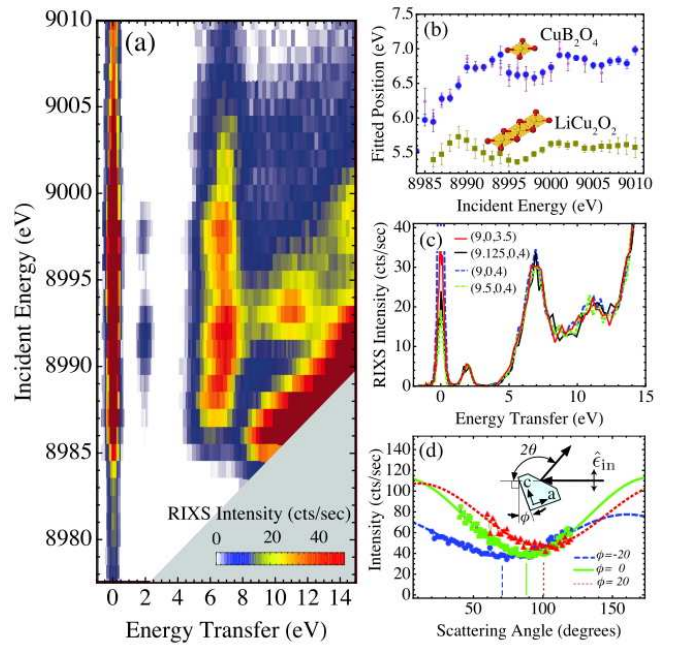 (a)
9010
9005
9000
8995
8990
8985
8980
Incident Energy (eV)
RIXS Intensity (cts/sec)
0 20 40
0 2 4 6 8 10 12 14
Energy Transfer (eV)
(b)
CuB₂O₄
LiCu₂O₂
7.5
7.0
6.5
6.0
5.5
Fitted Position (eV)
8985 8990 8995 9000 9005 9010
Incident Energy (eV)
(c)
(9,0,3.5)
(9.125,0,4)
(9,0,4)
(9.5,0,4)
40
30
20
10
0
RIXS Intensity (cts/sec)
0 5 10 15
Energy Transfer (eV)
(d)
2θ
ε̂in
c
a
ϕ
140
120
100
80
60
40
20
0
Intensity (cts/sec)
ϕ=-20
ϕ= 0
ϕ= 20
0 50 100 150
Scattering Angle (degrees)